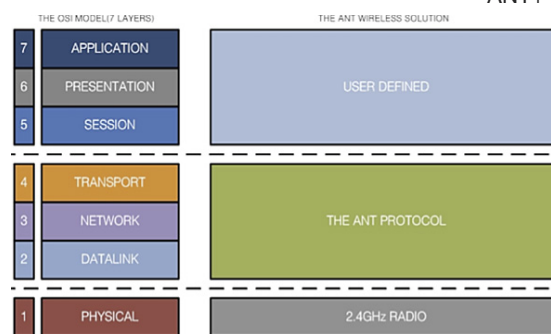 THE OSI MODEL(7 LAYERS) THE ANT WIRELESS SOLUTION
7 APPLICATION
6 PRESENTATION
USER DEFINED
5 SESSION
4 TRANSPORT
3 NETWORK
THE ANT PROTOCOL
2 DATALINK
1 PHYSICAL
2.4GHz RADIO